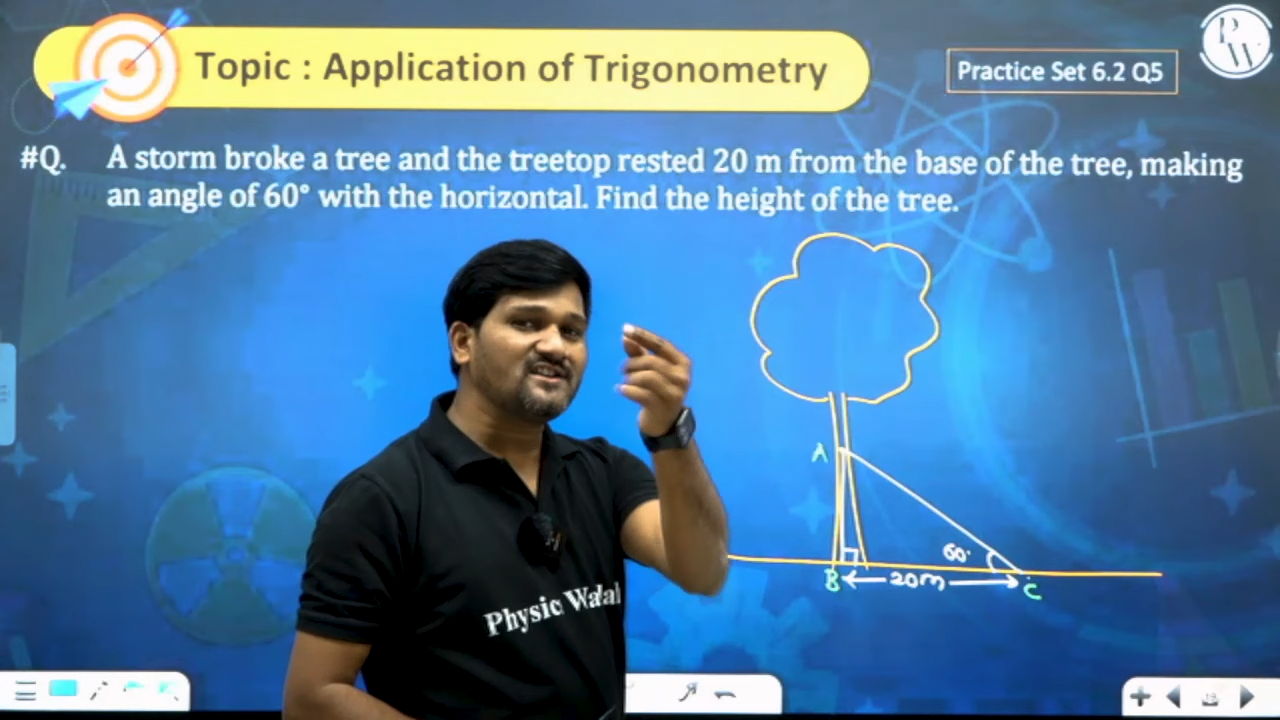 Topic : Application of Trigonometry
Practice Set 6.2 Q5
PW
#Q. A storm broke a tree and the treetop rested 20 m from the base of the tree, making
an angle of 60° with the horizontal. Find the height of the tree.
A
60°
B 20m C
Physics Wallah